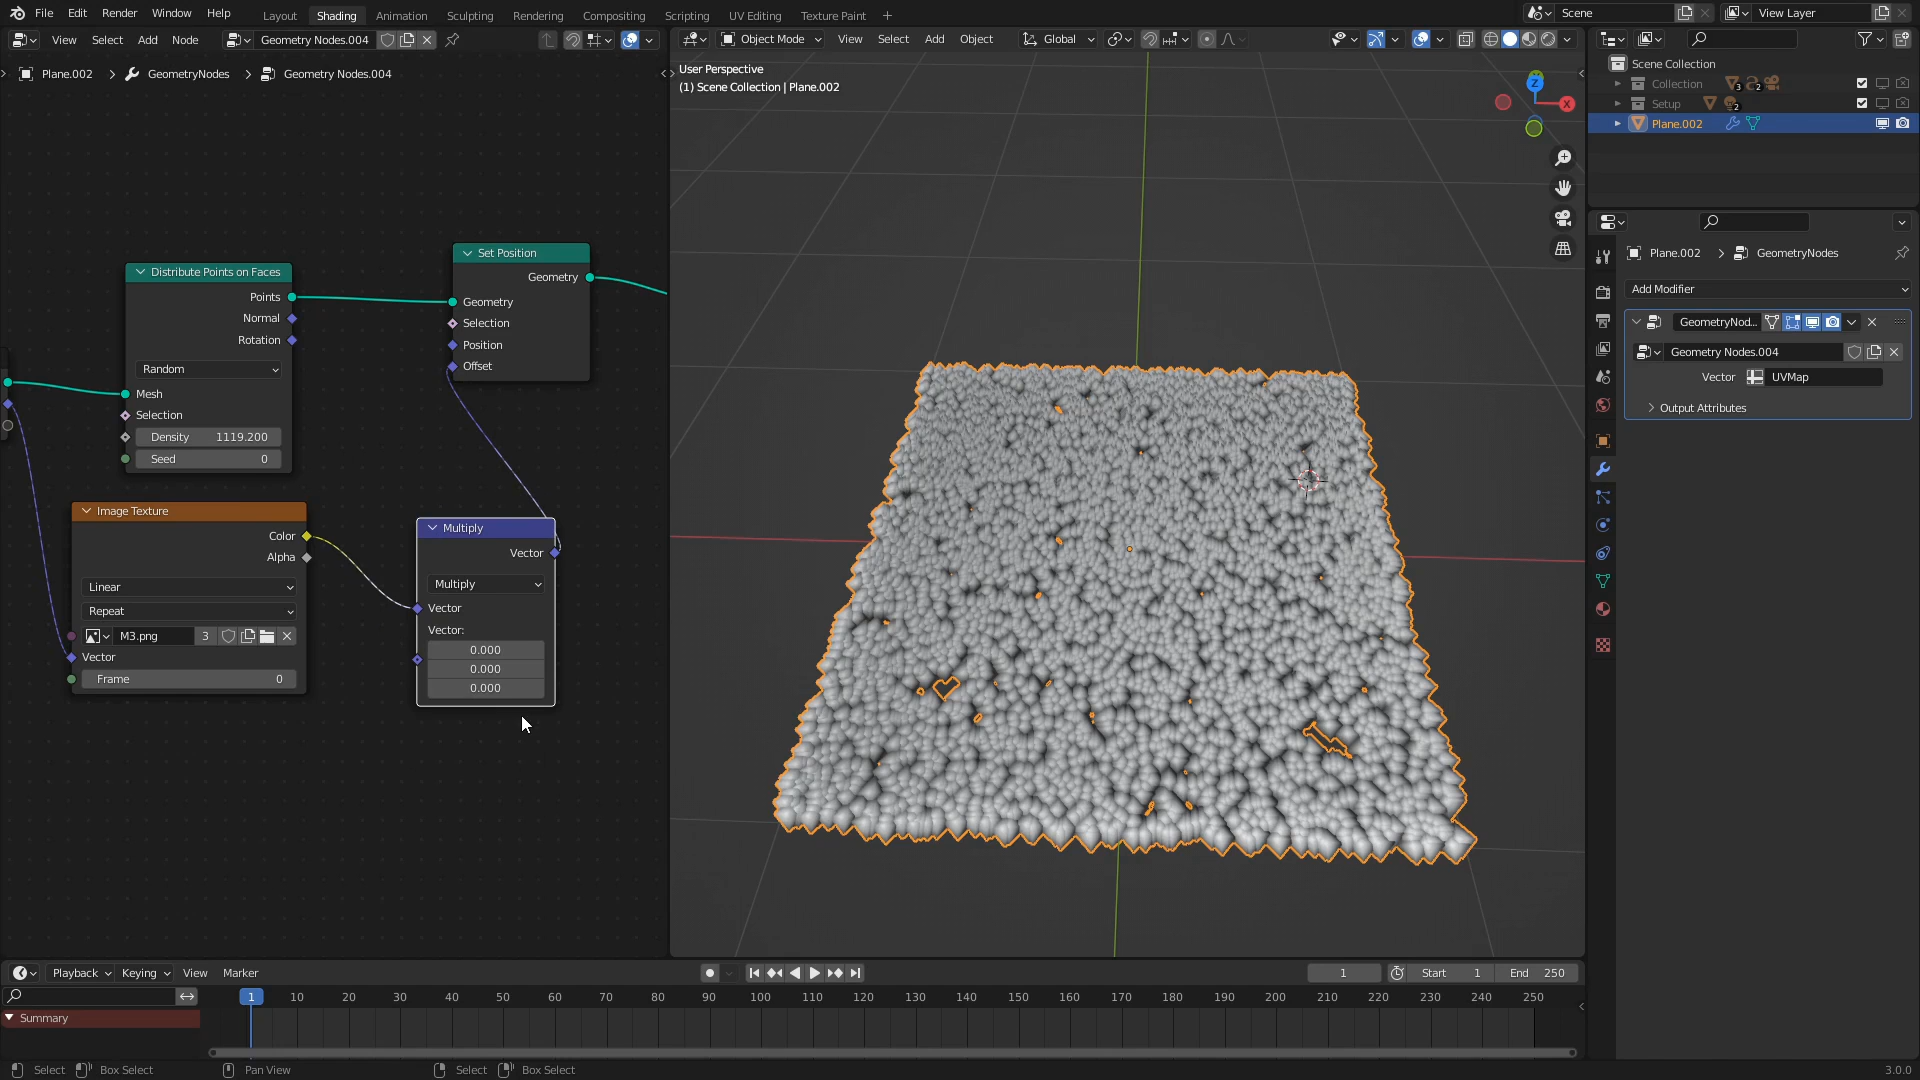 File Edit Render Window Help
Layout Shading Animation Sculpting Rendering Compositing Scripting UV Editing Texture Paint +
Scene
View Layer
View Select Add Node
Geometry Nodes.004
Object Mode View Select Add Object
Global
Plane.002 > GeometryNodes > Geometry Nodes.004
User Perspective
(1) Scene Collection | Plane.002
Z
X
Scene Collection
Collection 3 2
Setup 2
Plane.002
Plane.002 > GeometryNodes
Add Modifier
GeometryNod...
Geometry Nodes.004
Vector UVMap
Output Attributes
Set Position
Geometry
Geometry
Selection
Position
Offset
Distribute Points on Faces
Points
Normal
Rotation
Random
Mesh
Selection
Density 1119.200
Seed 0
Image Texture
Color
Alpha
Linear
Repeat
M3.png 3
Vector
Frame 0
Multiply
Vector
Multiply
Vector
Vector:
0.000
0.000
0.000
Playback Keying View Marker
1 Start 1 End 250
1 10 20 30 40 50 60 70 80 90 100 110 120 130 140 150 160 170 180 190 200 210 220 230 240 250
Summary
Select Box Select Pan View Select Box Select
3.0.0